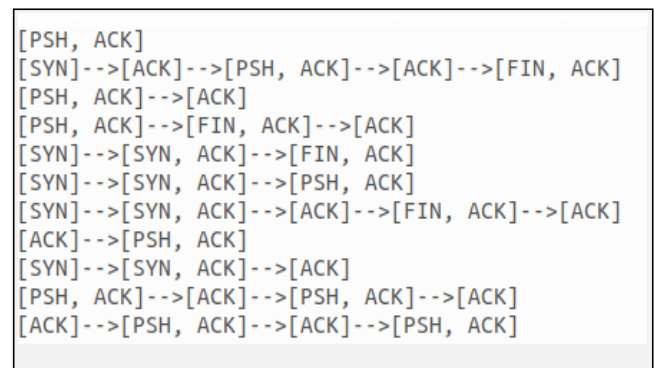 [PSH, ACK]
[SYN]-->[ACK]-->[PSH, ACK]-->[ACK]-->[FIN, ACK]
[PSH, ACK]-->[ACK]
[PSH, ACK]-->[FIN, ACK]-->[ACK]
[SYN]-->[SYN, ACK]-->[FIN, ACK]
[SYN]-->[SYN, ACK]-->[PSH, ACK]
[SYN]-->[SYN, ACK]-->[ACK]-->[FIN, ACK]-->[ACK]
[ACK]-->[PSH, ACK]
[SYN]-->[SYN, ACK]-->[ACK]
[PSH, ACK]-->[ACK]-->[PSH, ACK]-->[ACK]
[ACK]-->[PSH, ACK]-->[ACK]-->[PSH, ACK]